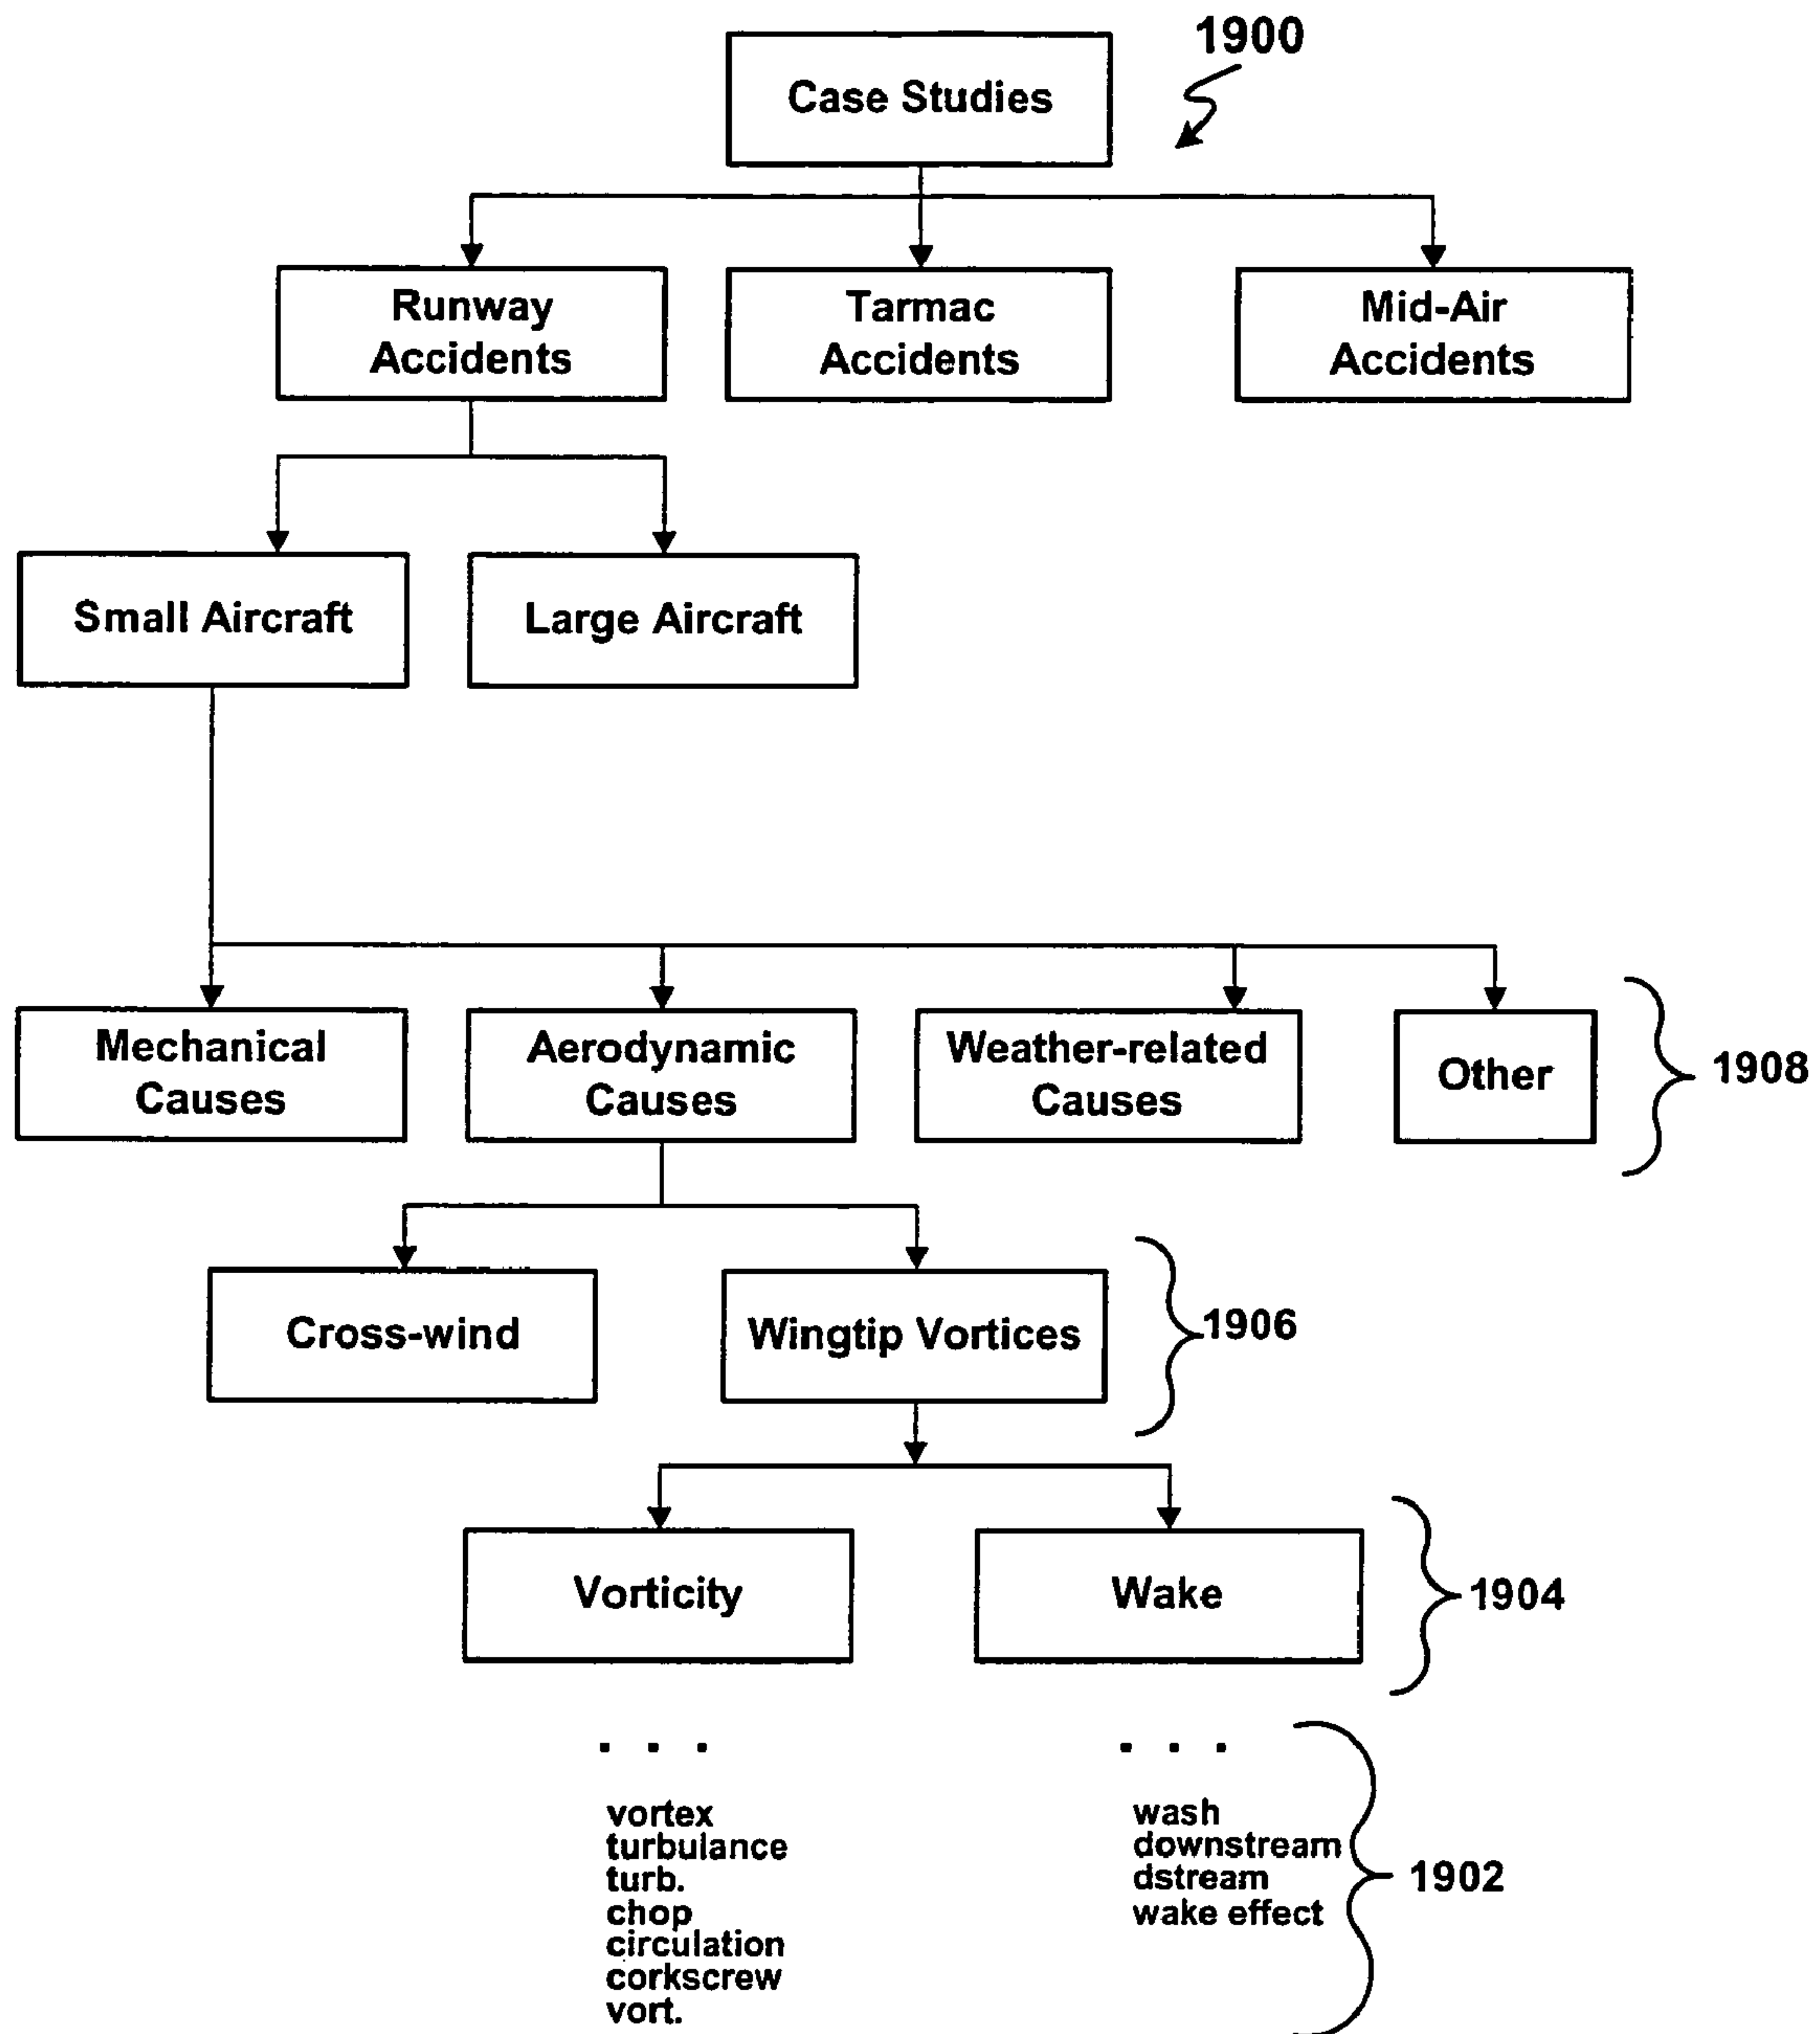 1900
Case Studies
Runway
Accidents
Tarmac
Accidents
Mid-Air
Accidents
Small Aircraft
Large Aircraft
Mechanical
Causes
Aerodynamic
Causes
Weather-related
Causes
Other
1908
Cross-wind
Wingtip Vortices
1906
Vorticity
Wake
1904
. . .
vortex
turbulance
turb.
chop
circulation
corkscrew
vort.
. . .
wash
downstream
dstream
wake effect
1902